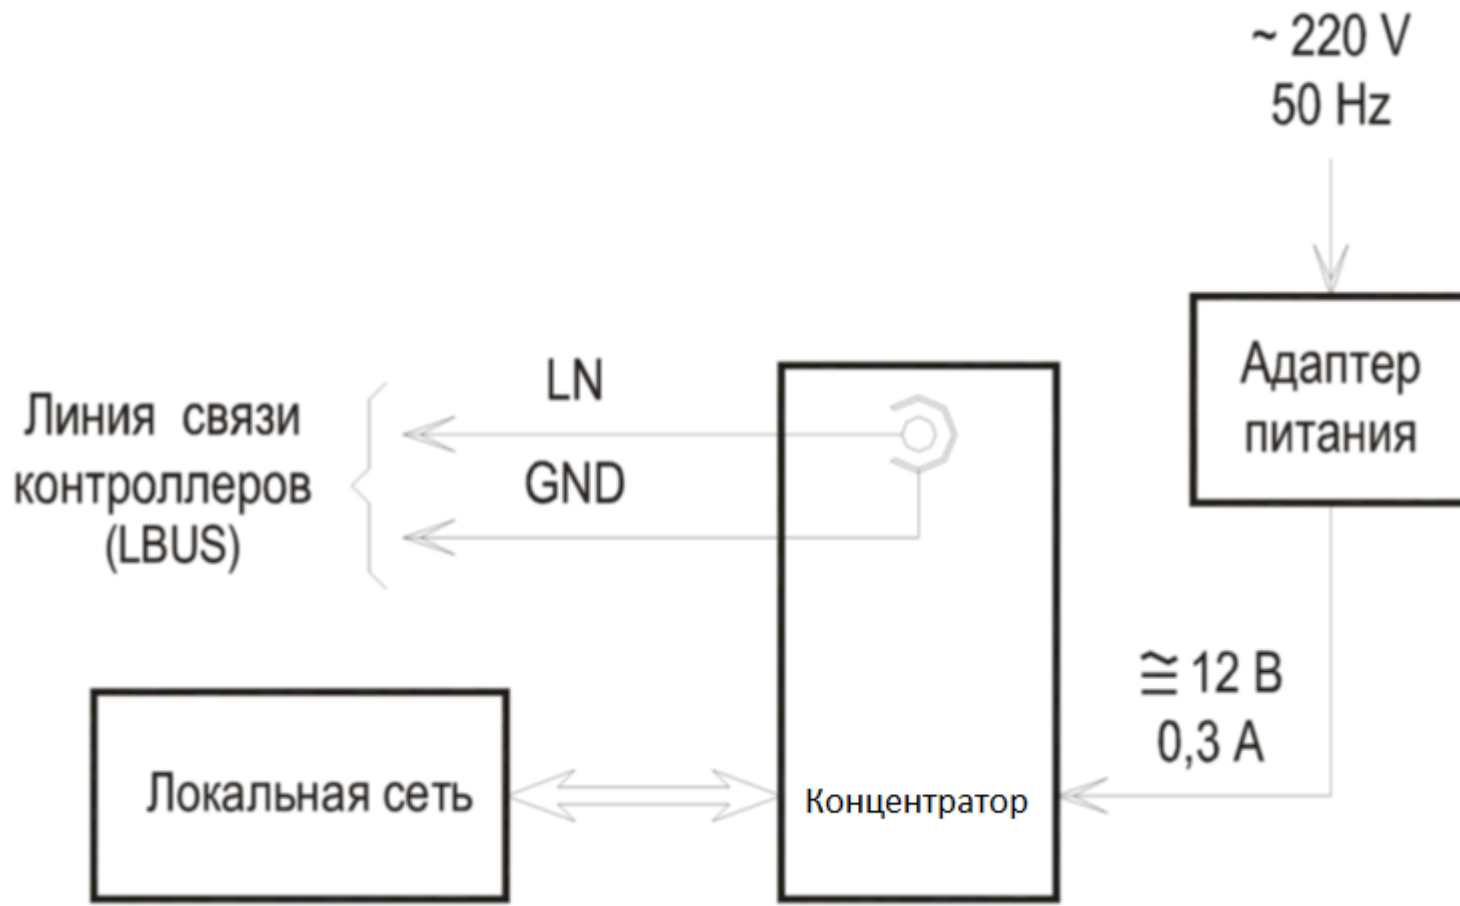 ~ 220 V
50 Hz
Адаптер
питания
LN
Линия связи
контроллеров
(LBUS)
GND
≅ 12 В
0,3 А
Локальная сеть
Концентратор